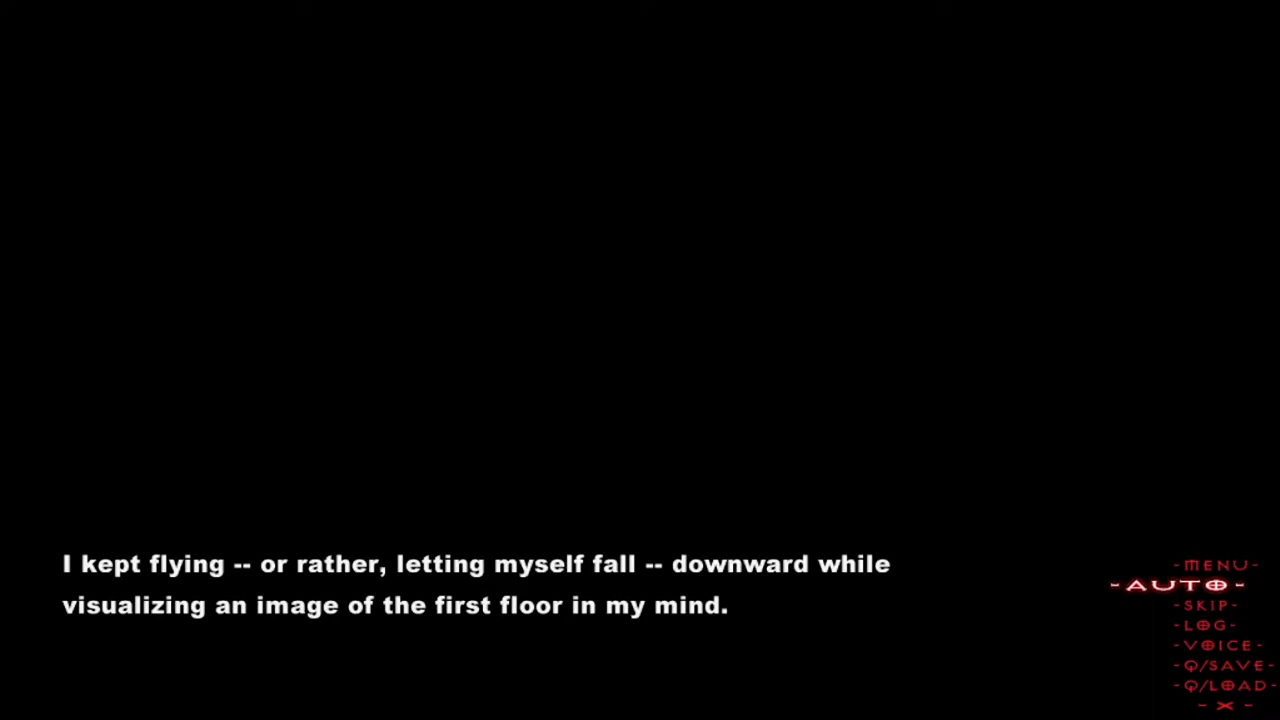 I kept flying -- or rather, letting myself fall -- downward while
visualizing an image of the first floor in my mind.
-MENU-
-AUTO-
-SKIP-
-LOG-
-VOICE-
-Q/SAVE-
-Q/LOAD-
-X-